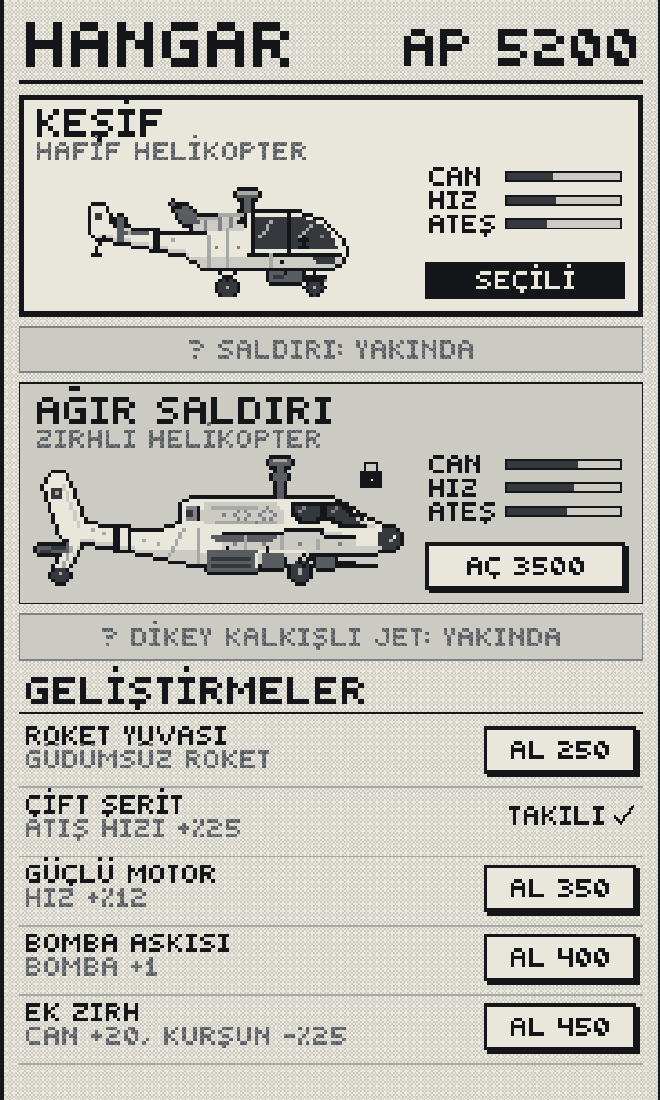 HANGAR
AP 5200
KEŞİF
HAFİF HELİKOPTER
CAN
HIZ
ATEŞ
SEÇİLİ
? SALDIRI: YAKINDA
AĞIR SALDIRI
ZIRHLI HELİKOPTER
CAN
HIZ
ATEŞ
AÇ 3500
? DİKEY KALKIŞLI JET: YAKINDA
GELİŞTİRMELER
ROKET YUVASI
GÜDÜMSÜZ ROKET
AL 250
ÇİFT ŞERİT
ATIŞ HIZI +%25
TAKILI ✓
GÜÇLÜ MOTOR
HIZ +%12
AL 350
BOMBA ASKISI
BOMBA +1
AL 400
EK ZIRH
CAN +20, KURŞUN -%25
AL 450